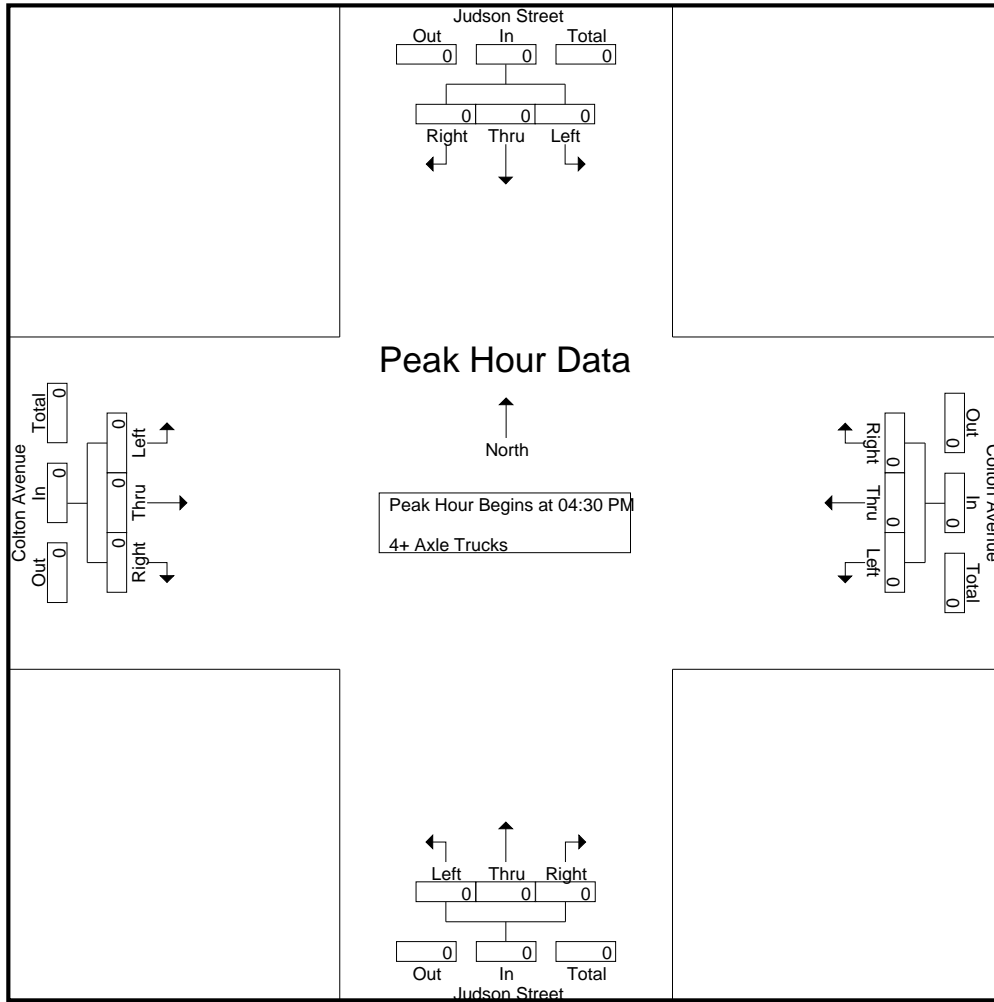 Judson Street
Out In Total
0 0 0
0 0 0
Right Thru Left
Peak Hour Data
North
Peak Hour Begins at 04:30 PM
4+ Axle Trucks
Colton Avenue
Total In Out
0 0 0
0 0 0
Left Thru Right
Colton Avenue
Out In Total
0 0 0
0 0 0
Right Thru Left
Left Thru Right
0 0 0
0 0 0
Out In Total
Judson Street